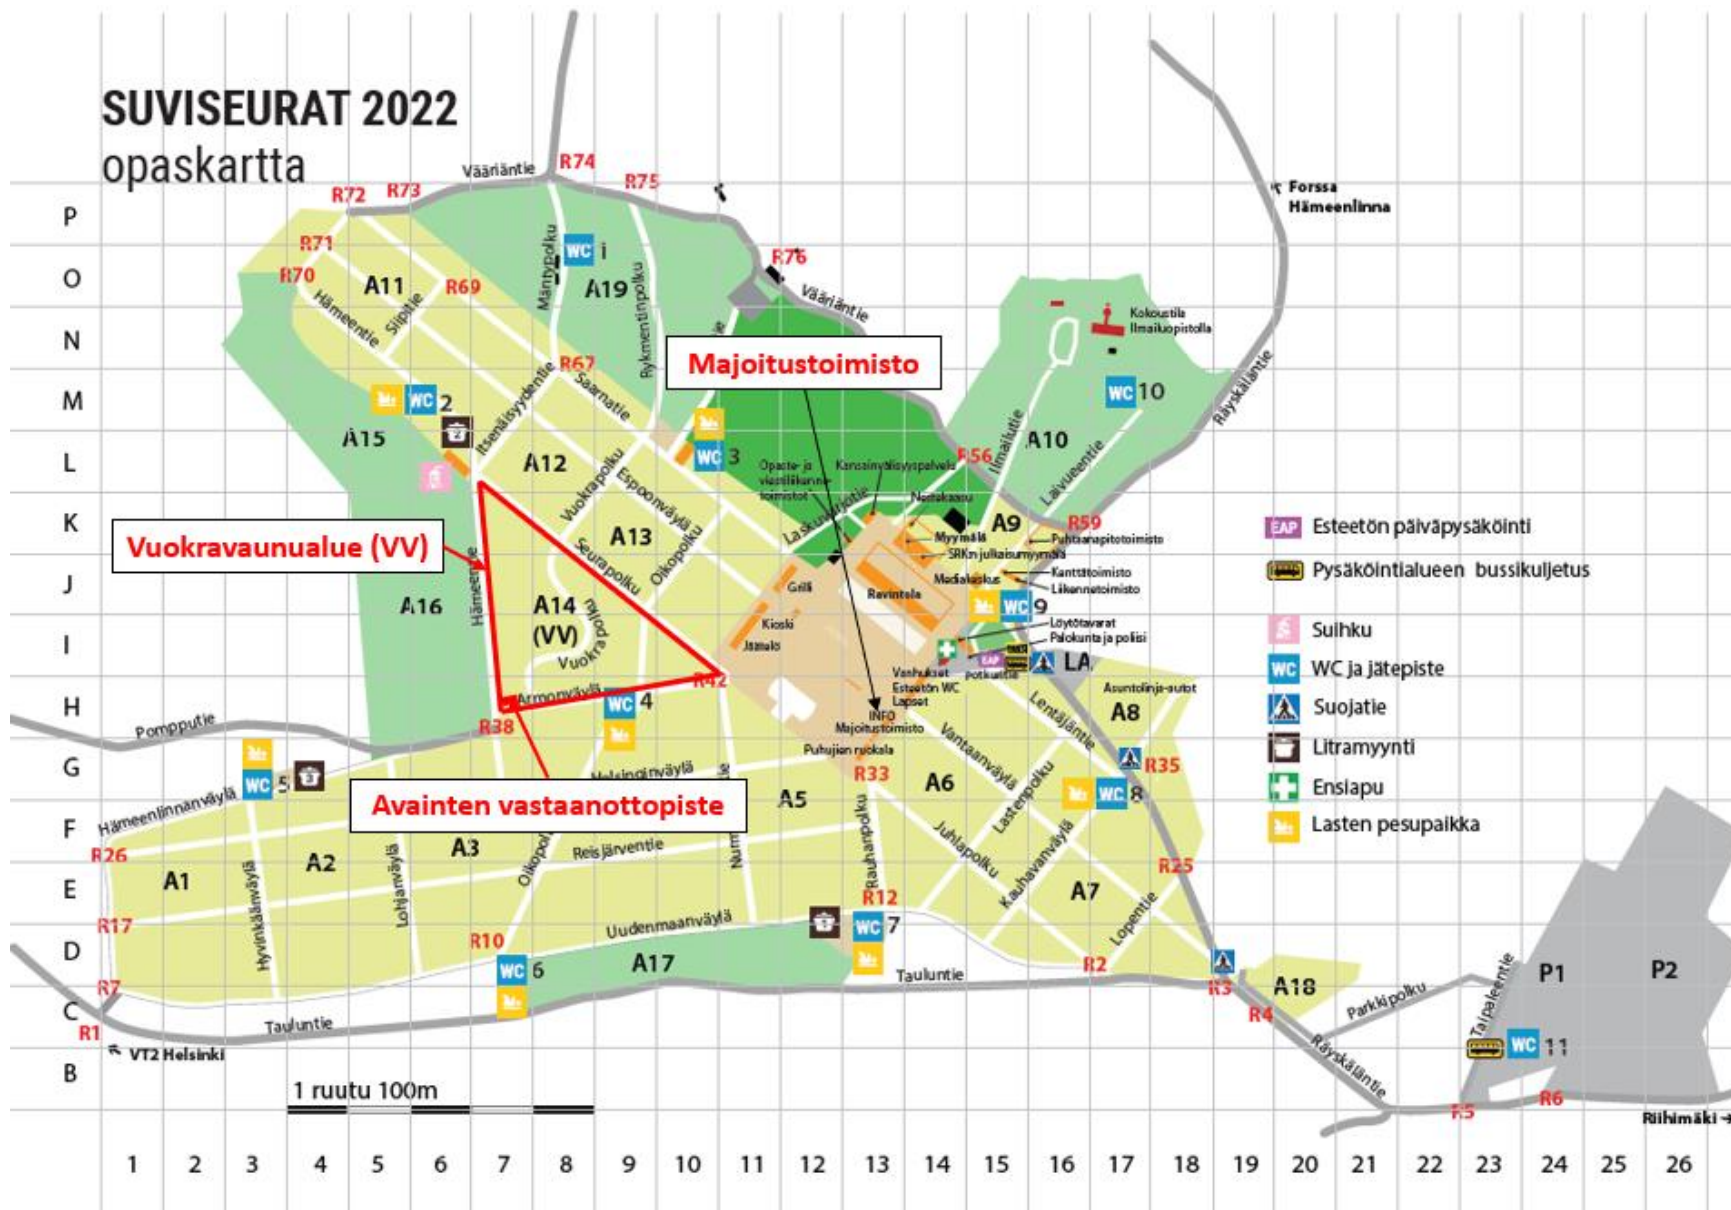 SUVISEURAT 2022
opaskartta
Vääriäntie
R74
R72
R73
R75
Forssa
Hämeenlinna
P
R71
Mäntypolku
WC
R76
R70
A11
R69
A19
O
Hämeentie
Siipitie
Rykmentinpolku
Vääriäntie
Kokoustila
Ilmailuopistolla
N
Majoitustoimisto
R67
Saarnatie
Räyskäläntie
M
WC 2
WC 10
Itsenäisyydentie
A15
A12
WC 3
A10
L
Vuokrapolku
Espoonväylä
Opaste- ja
viestiliikenne-
toimistot
Kansainvälisyyspalvelu
R56
Ilmailutie
Laivueentie
Nestekaasu
K
A13
Laskuvarjotie
A9
R59
Vuokravaunualue (VV)
Myymälä
Puhtaanapitotoimisto
SRK:n julkaisumyymälä
Seurapolku
Oikopolku
J
Hämeentie
A16
A14
(VV)
Grilli
Ravintola
Mediakeskus
Kanttätoimisto
Liikennetoimisto
WC 9
Kioski
Jäätelö
Löytötavarat
Palokunta ja poliisi
I
Vuokrapolku
EAP
LA
Potkuritie
R42
Vanhukset
Esteetön WC
Lapset
Asuntolinja-autot
Armonväylä
H
Pompputie
R38
WC 4
INFO
Majoitustoimisto
Lentäjäntie
A8
Vantaanväylä
Puhujien ruokala
G
WC 5
Helsinginväylä
R33
A6
R35
Hämeenlinnanväylä
Avainten vastaanottopiste
A5
Lastenpolku
WC 8
F
R26
A3
Reisjärventie
Rauhanpolku
Juhlapolku
Kauhavanväylä
A2
R25
E
A1
Hyvinkäänväylä
Lohjanväylä
Oikopolku
R12
A7
R17
R10
Uudenmaanväylä
WC 7
Lopentie
D
WC 6
A17
Tauluntie
R2
P1
P2
R7
R3
A18
Parkkipolku
Taipaleentie
C
R1
Tauluntie
R4
VT2 Helsinki
WC 11
B
Räyskäläntie
1 ruutu 100m
R5
R6
Riihimäki
1 2 3 4 5 6 7 8 9 10 11 12 13 14 15 16 17 18 19 20 21 22 23 24 25 26
EAP Esteetön päiväpysäköinti
Pysäköintialueen bussikuljetus
Suihku
WC WC ja jätepiste
Suojatie
Litramyynti
Ensiapu
Lasten pesupaikka